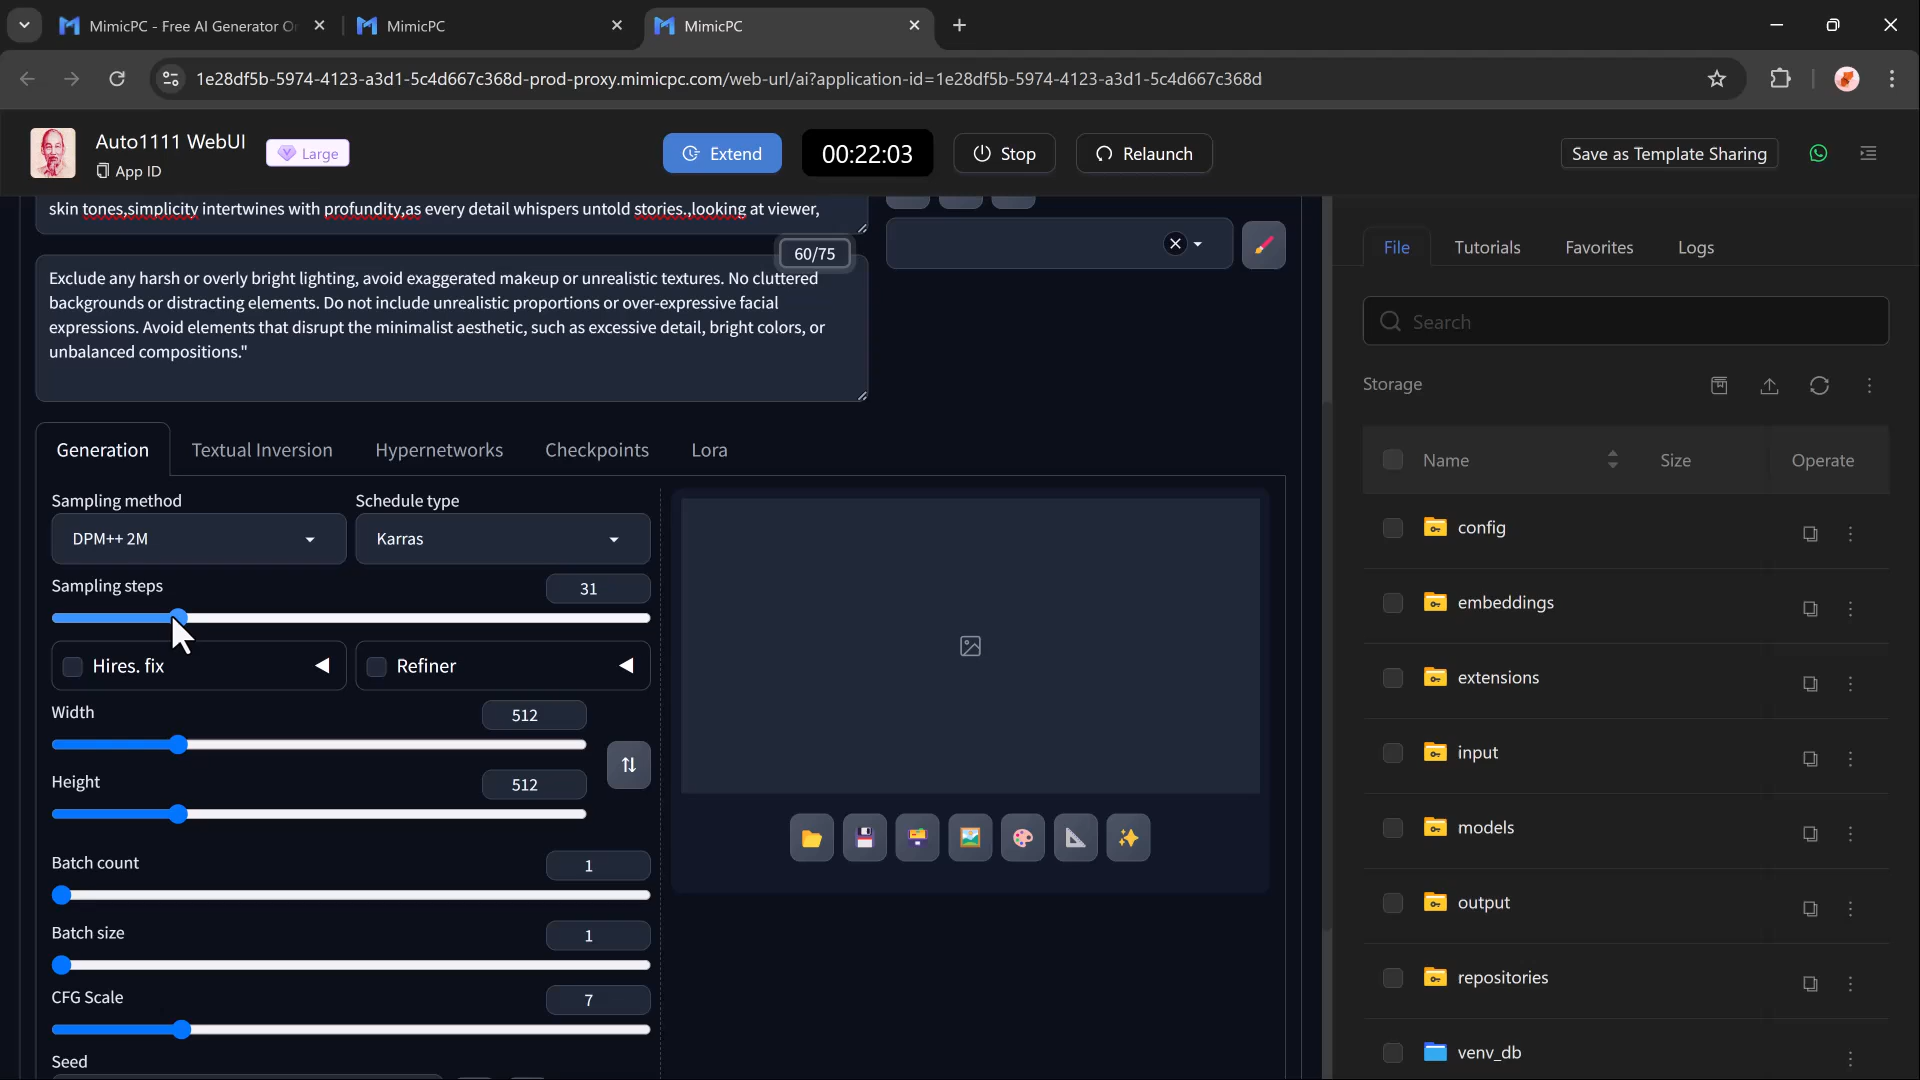 MimicPC - Free AI Generator On
MimicPC
MimicPC
1e28df5b-5974-4123-a3d1-5c4d667c368d-prod-proxy.mimicpc.com/web-url/ai?application-id=1e28df5b-5974-4123-a3d1-5c4d667c368d
Auto1111 WebUI
App ID
Large
Extend
00:22:03
Stop
Relaunch
Save as Template Sharing
skin tones,simplicity intertwines with profundity,as every detail whispers untold stories.,looking at viewer,
60/75
Exclude any harsh or overly bright lighting, avoid exaggerated makeup or unrealistic textures. No cluttered
backgrounds or distracting elements. Do not include unrealistic proportions or over-expressive facial
expressions. Avoid elements that disrupt the minimalist aesthetic, such as excessive detail, bright colors, or
unbalanced compositions."
Generation
Textual Inversion
Hypernetworks
Checkpoints
Lora
Sampling method
DPM++ 2M
Schedule type
Karras
Sampling steps
31
Hires. fix
Refiner
Width
512
Height
512
Batch count
1
Batch size
1
CFG Scale
7
Seed
File
Tutorials
Favorites
Logs
Search
Storage
Name
Size
Operate
config
embeddings
extensions
input
models
output
repositories
venv_db